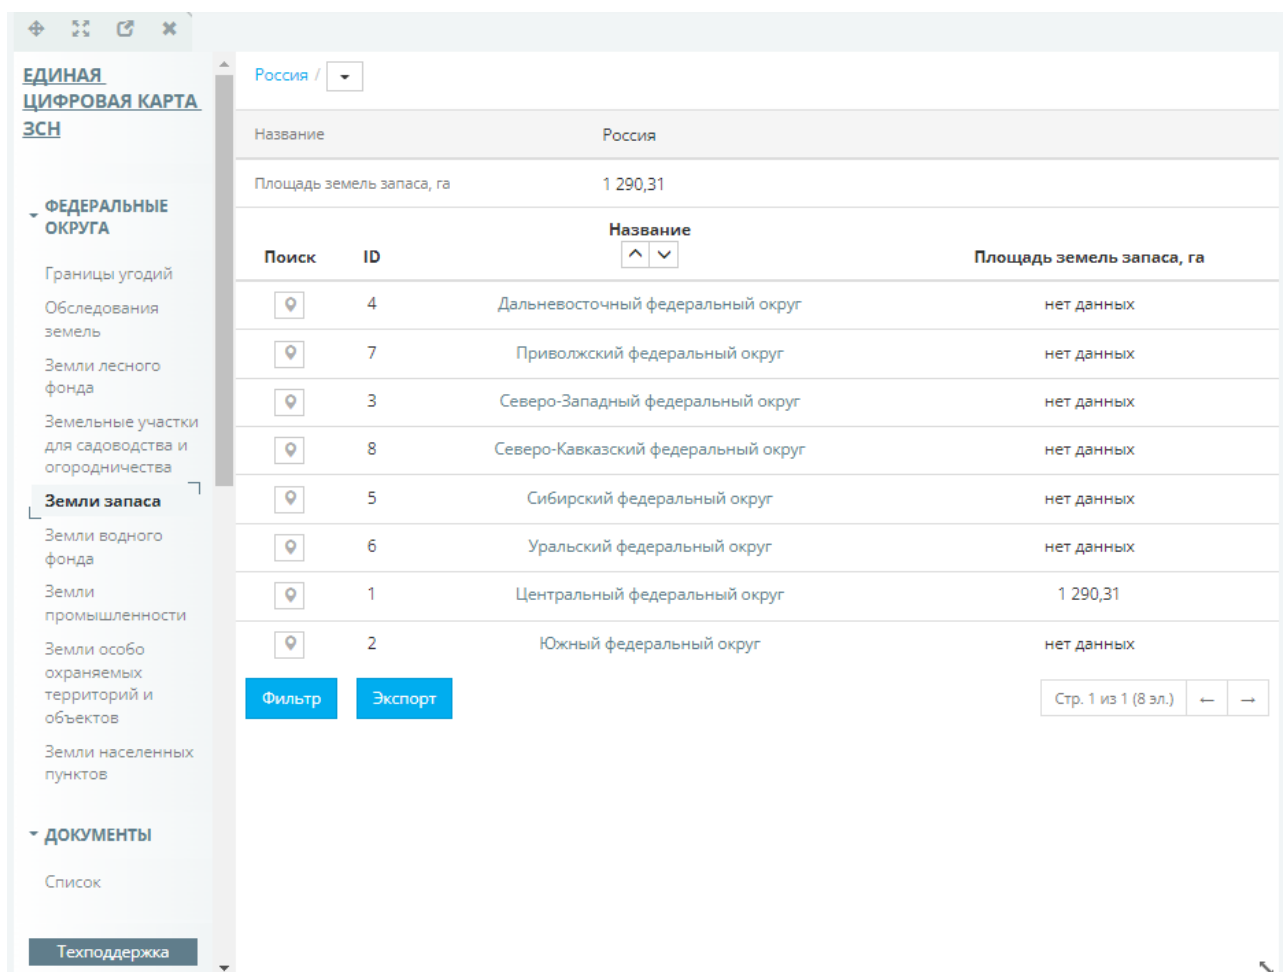 ЕДИНАЯ
ЦИФРОВАЯ КАРТА
ЗСН
ФЕДЕРАЛЬНЫЕ
ОКРУГА
Границы угодий
Обследования
земель
Земли лесного
фонда
Земельные участки
для садоводства и
огородничества
Земли запаса
Земли водного
фонда
Земли
промышленности
Земли особо
охраняемых
территорий и
объектов
Земли населенных
пунктов
ДОКУМЕНТЫ
Список
Техподдержка
Россия /
Название Россия
Площадь земель запаса, га 1 290,31
Поиск ID Название Площадь земель запаса, га
4 Дальневосточный федеральный округ нет данных
7 Приволжский федеральный округ нет данных
3 Северо-Западный федеральный округ нет данных
8 Северо-Кавказский федеральный округ нет данных
5 Сибирский федеральный округ нет данных
6 Уральский федеральный округ нет данных
1 Центральный федеральный округ 1 290,31
2 Южный федеральный округ нет данных
Фильтр Экспорт Стр. 1 из 1 (8 эл.) ← →